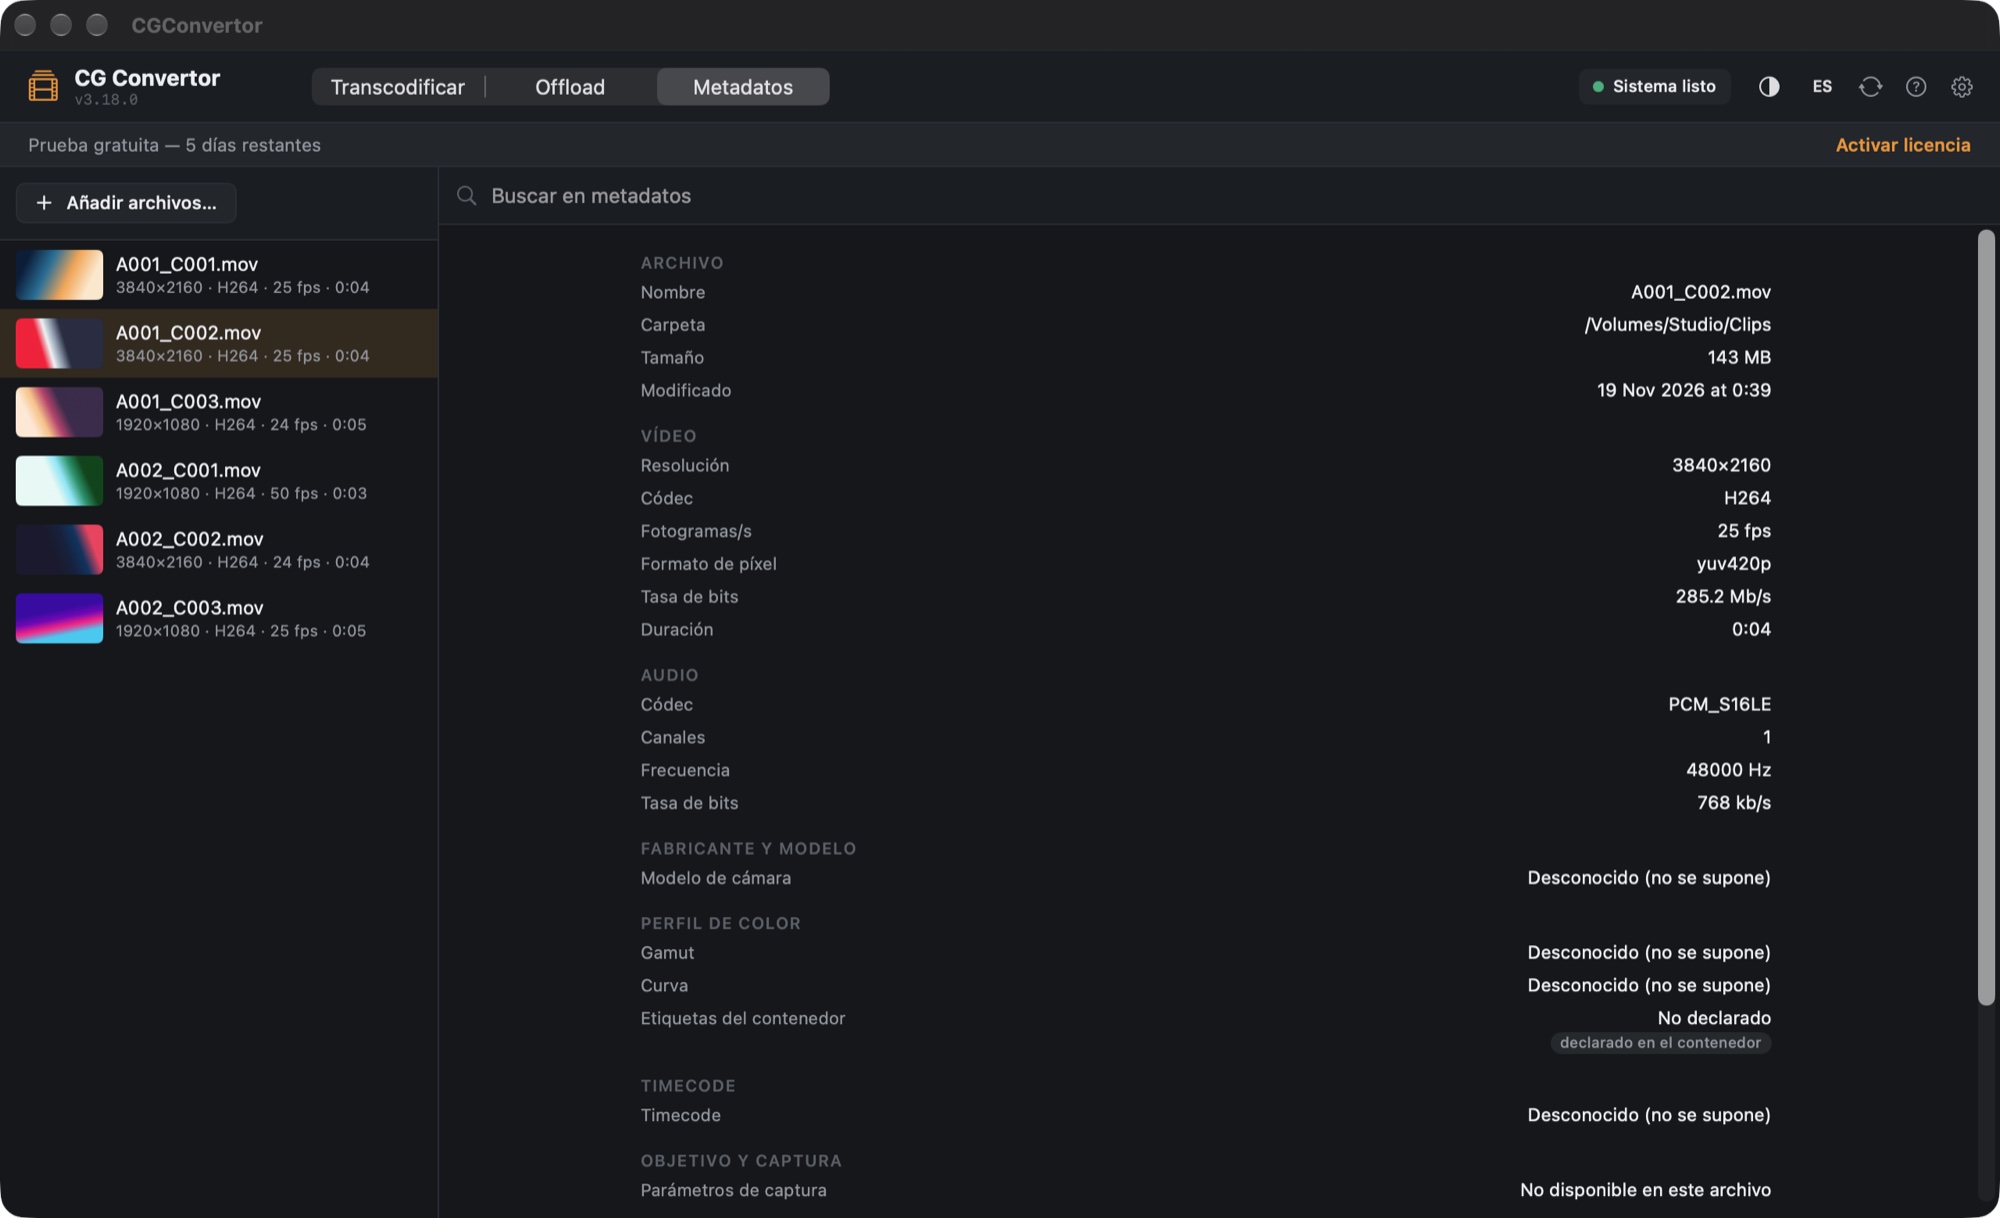 CGConvertor
CG Convertor
v3.18.0
Transcodificar
Offload
Metadatos
Sistema listo
ES
Prueba gratuita — 5 días restantes
Activar licencia
Añadir archivos...
Buscar en metadatos
A001_C001.mov
3840×2160 · H264 · 25 fps · 0:04
A001_C002.mov
3840×2160 · H264 · 25 fps · 0:04
A001_C003.mov
1920×1080 · H264 · 24 fps · 0:05
A002_C001.mov
1920×1080 · H264 · 50 fps · 0:03
A002_C002.mov
3840×2160 · H264 · 24 fps · 0:04
A002_C003.mov
1920×1080 · H264 · 25 fps · 0:05
ARCHIVO
Nombre A001_C002.mov
Carpeta /Volumes/Studio/Clips
Tamaño 143 MB
Modificado 19 Nov 2026 at 0:39
VÍDEO
Resolución 3840×2160
Códec H264
Fotogramas/s 25 fps
Formato de píxel yuv420p
Tasa de bits 285.2 Mb/s
Duración 0:04
AUDIO
Códec PCM_S16LE
Canales 1
Frecuencia 48000 Hz
Tasa de bits 768 kb/s
FABRICANTE Y MODELO
Modelo de cámara Desconocido (no se supone)
PERFIL DE COLOR
Gamut Desconocido (no se supone)
Curva Desconocido (no se supone)
Etiquetas del contenedor No declarado
declarado en el contenedor
TIMECODE
Timecode Desconocido (no se supone)
OBJETIVO Y CAPTURA
Parámetros de captura No disponible en este archivo